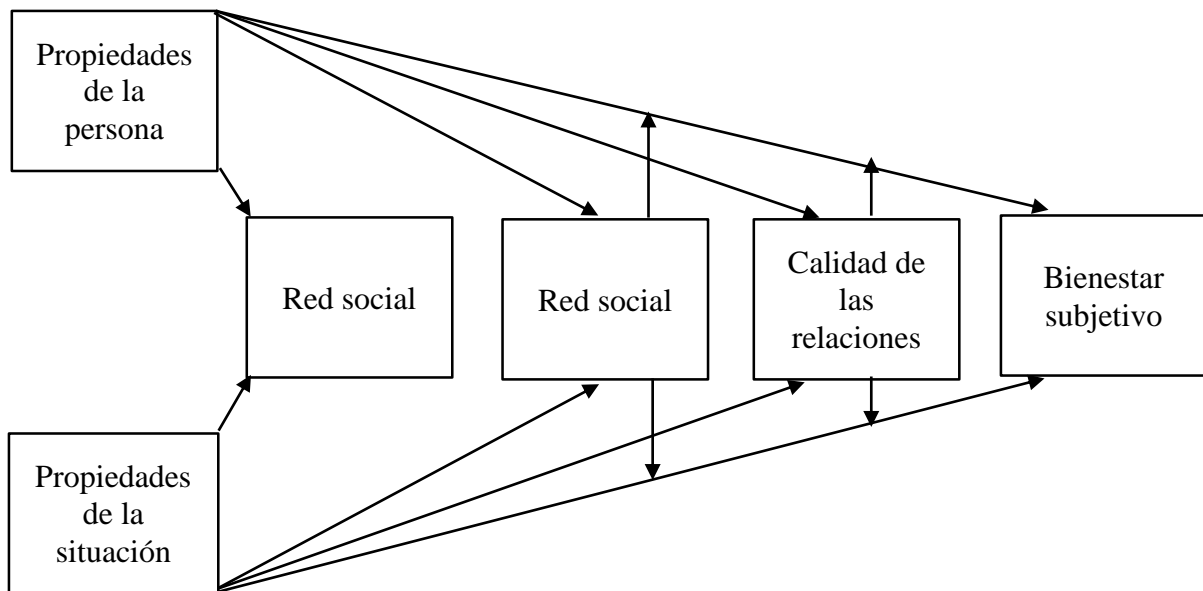 Propiedades
de la
persona
Red social
Red social
Calidad de
las
relaciones
Bienestar
subjetivo
Propiedades
de la
situación